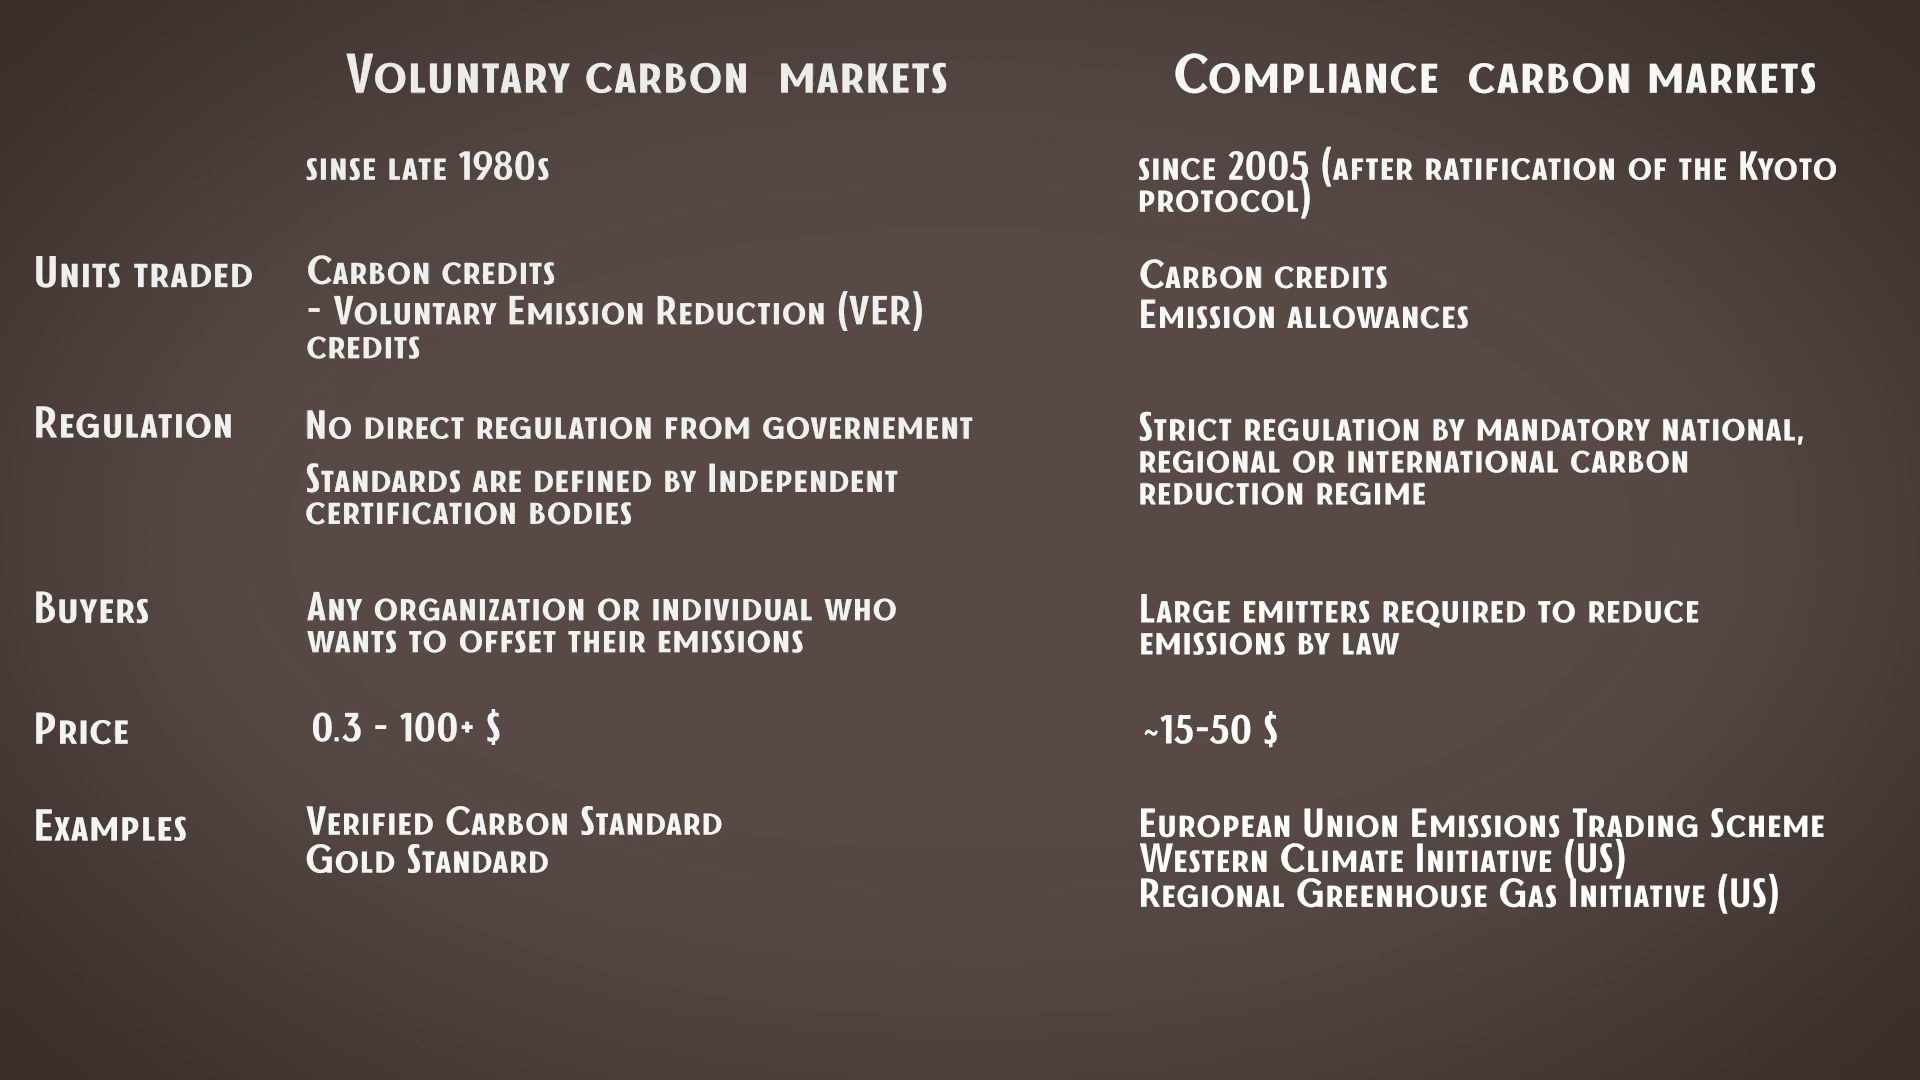 Voluntary carbon markets
Compliance carbon markets
sinse late 1980s
since 2005 (after ratification of the Kyoto
protocol)
Units traded
Carbon credits
- Voluntary Emission Reduction (VER)
credits
Carbon credits
Emission allowances
Regulation
No direct regulation from governement
Standards are defined by Independent
certification bodies
Strict regulation by mandatory national,
regional or international carbon
reduction regime
Buyers
Any organization or individual who
wants to offset their emissions
Large emitters required to reduce
emissions by law
Price
0.3 - 100+ $
~15-50 $
Examples
Verified Carbon Standard
Gold Standard
European Union Emissions Trading Scheme
Western Climate Initiative (US)
Regional Greenhouse Gas Initiative (US)